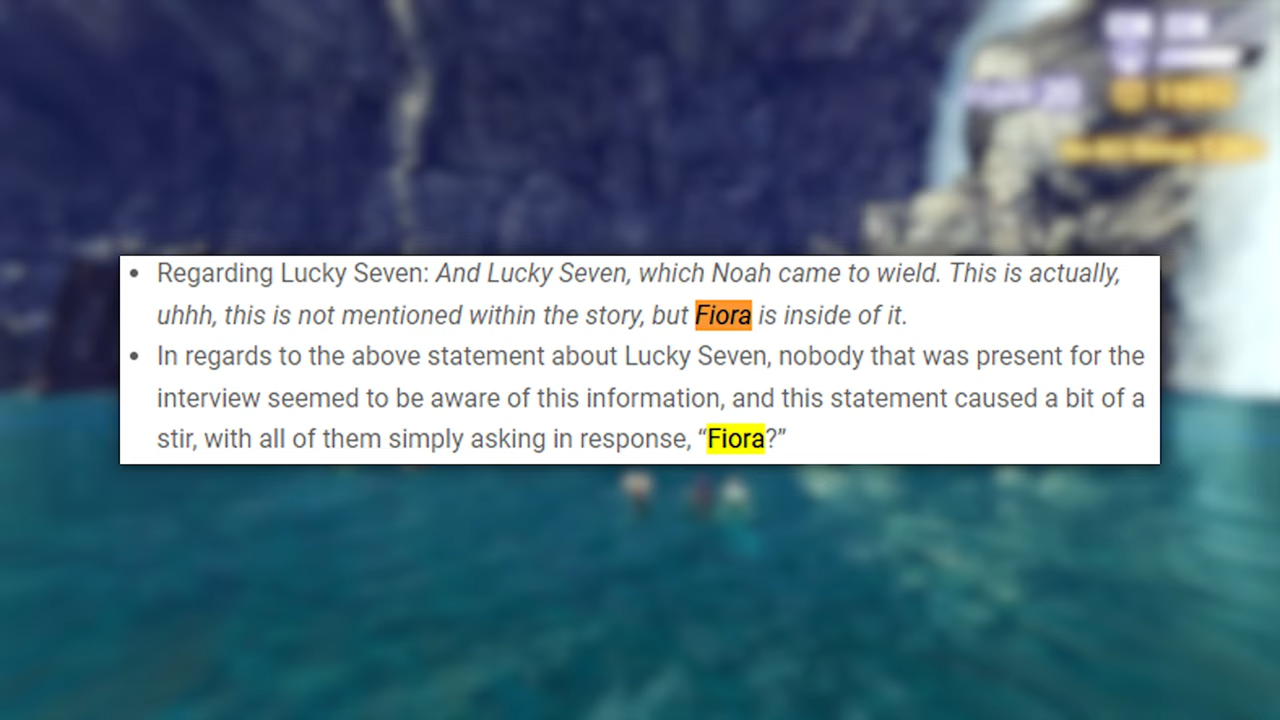 • Regarding Lucky Seven: And Lucky Seven, which Noah came to wield. This is actually,
uhhh, this is not mentioned within the story, but Fiora is inside of it.
• In regards to the above statement about Lucky Seven, nobody that was present for the
interview seemed to be aware of this information, and this statement caused a bit of a
stir, with all of them simply asking in response, “Fiora?”